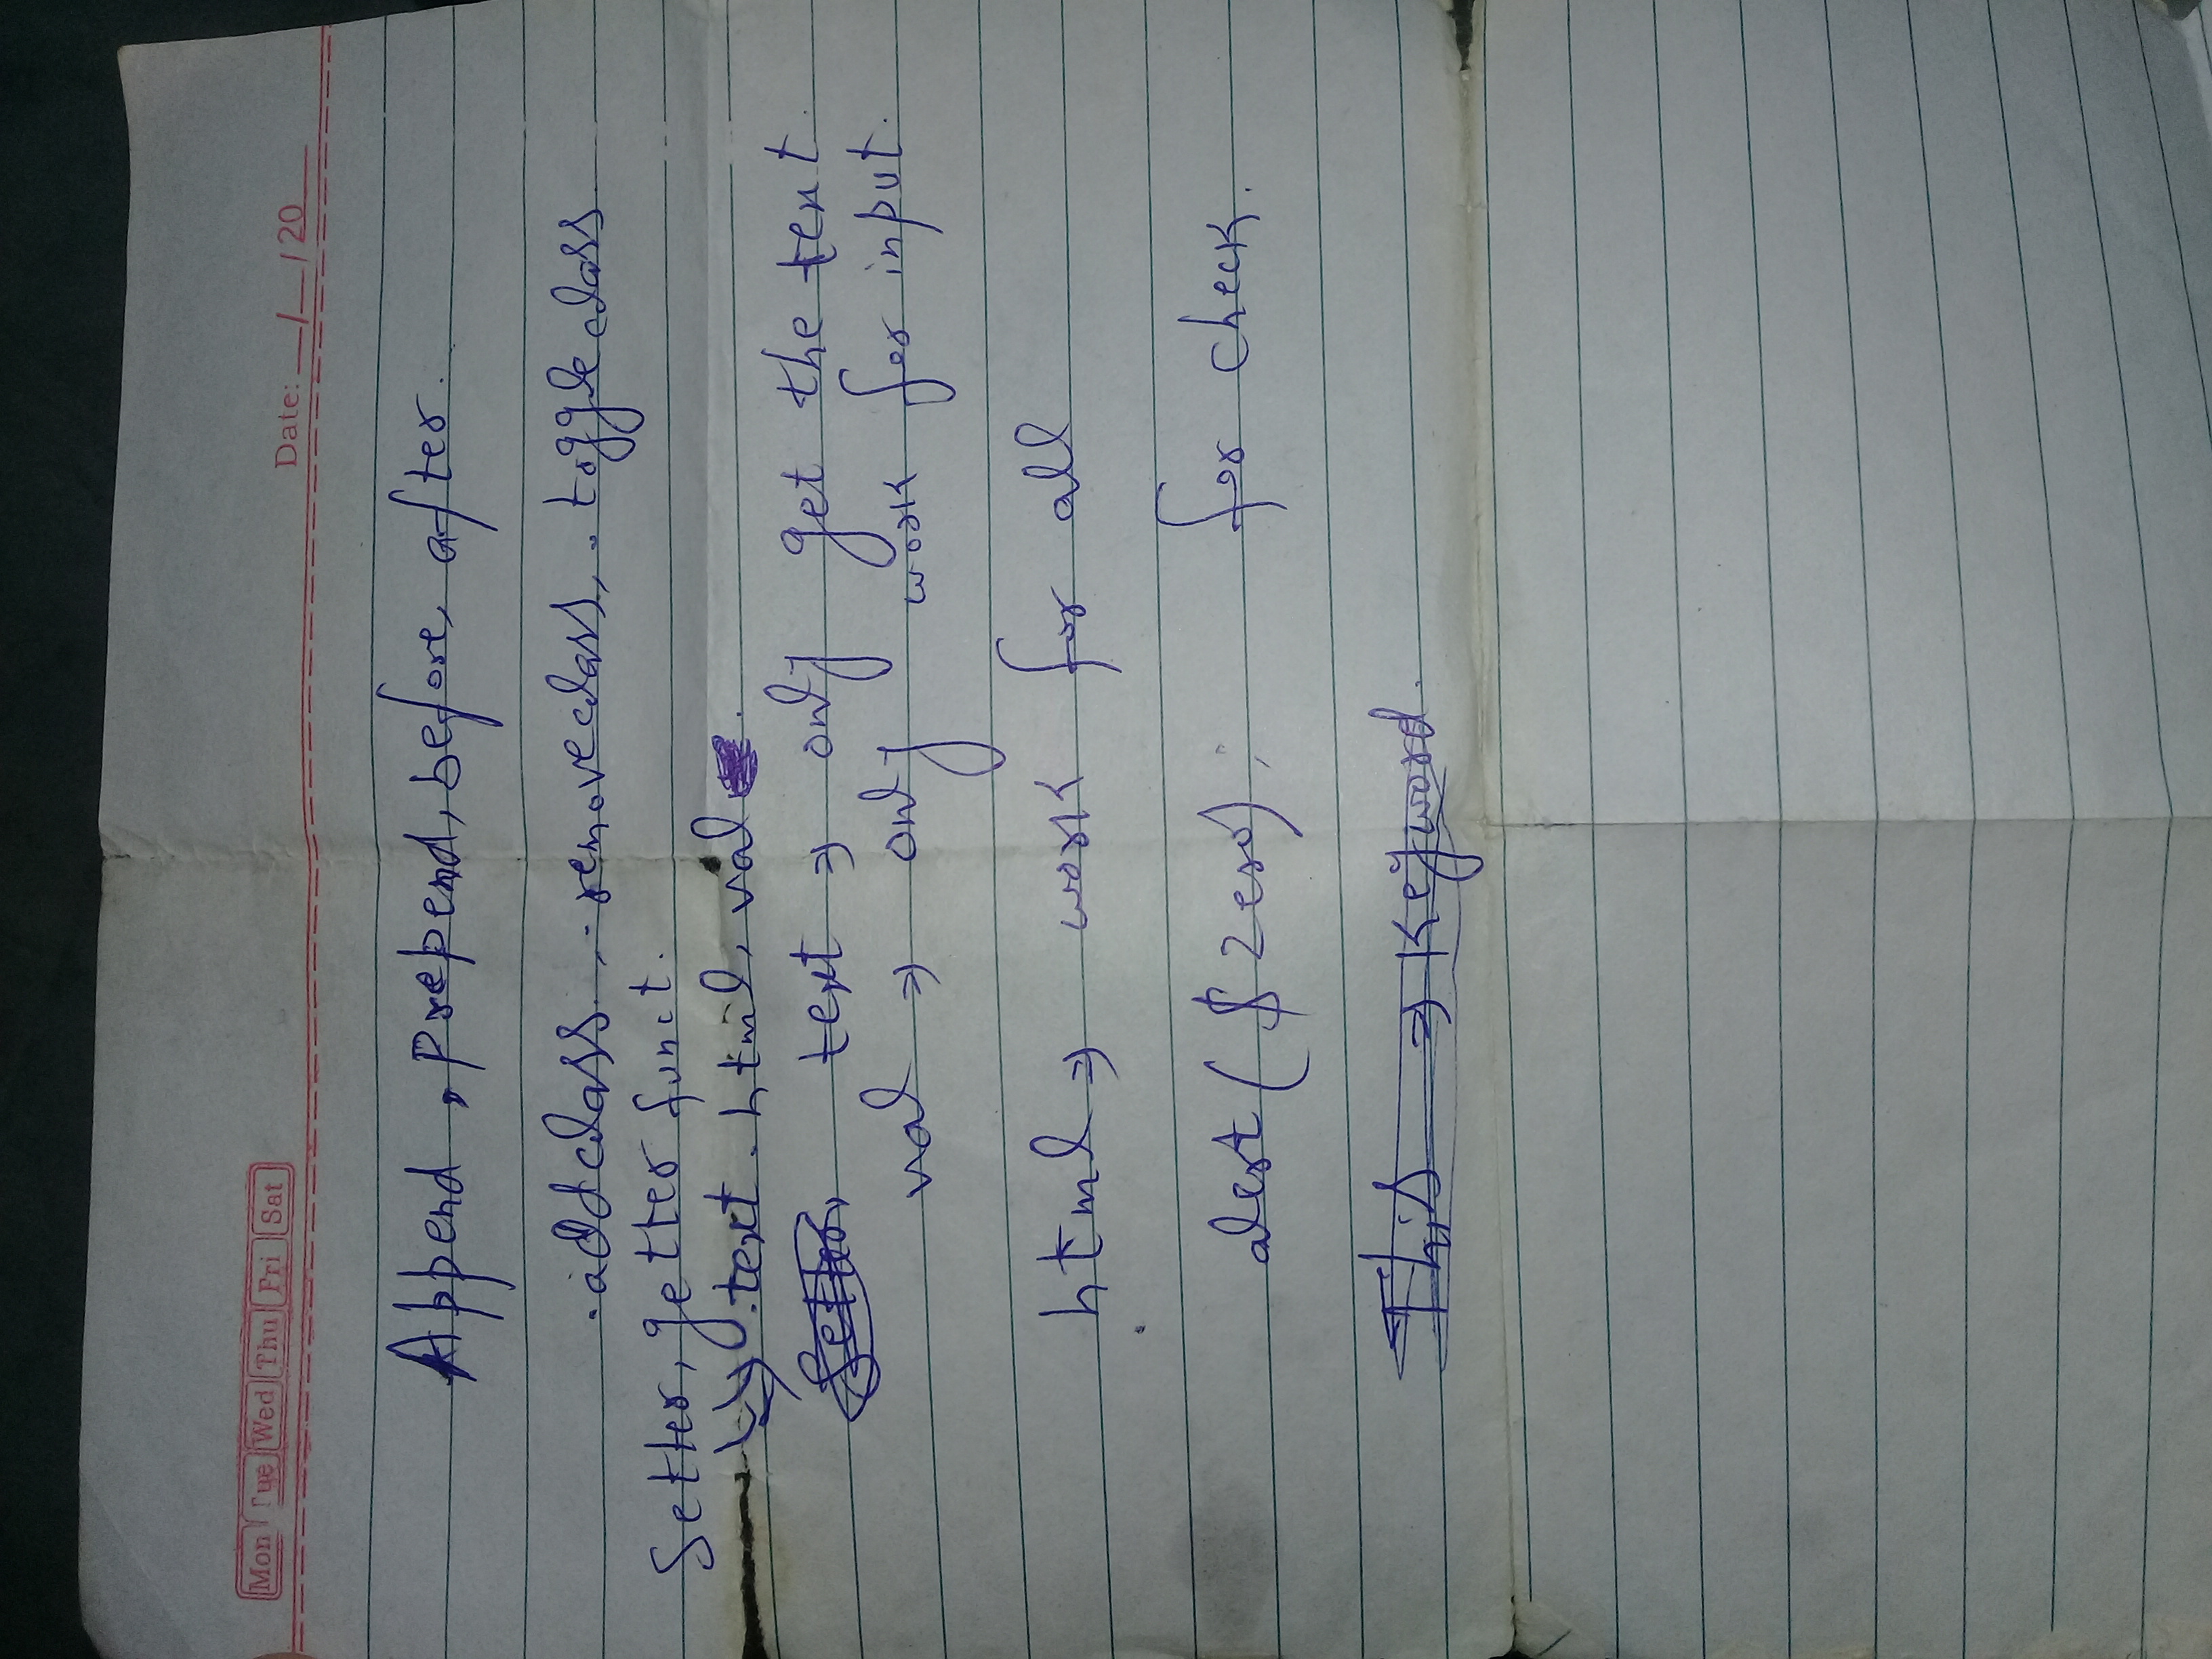 Mon Tue Wed Thu Fri Sat
Date: __/__/20____
Append, prepend, before, after.
.addclass, .removeclass, .toggleclass
Setter, getter funct.
.text .html, val
Setter, text ⇒ only get the text.
val ⇒ only work for input.
html ⇒ work for all
alert($zero); for check.
This ⇒ Keyword.